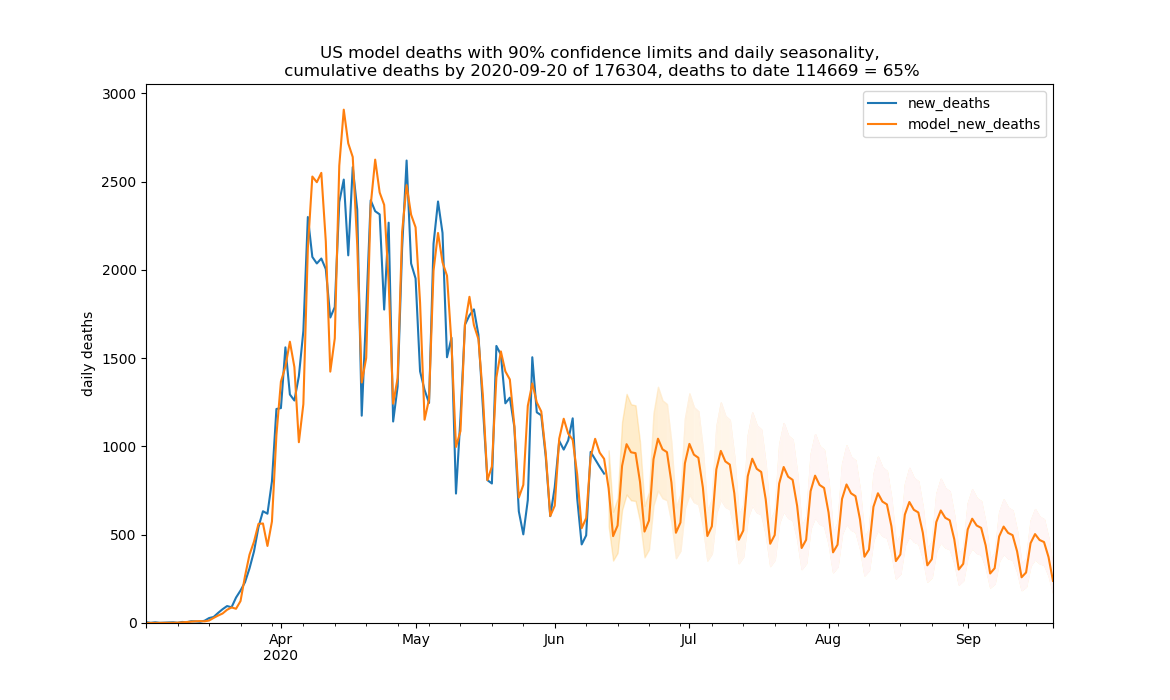 US model deaths with 90% confidence limits and daily seasonality,
cumulative deaths by 2020-09-20 of 176304, deaths to date 114669 = 65%
new_deaths
model_new_deaths
3000
2500
2000
1500
1000
500
0
daily deaths
Apr
May
Jun
Jul
Aug
Sep
2020